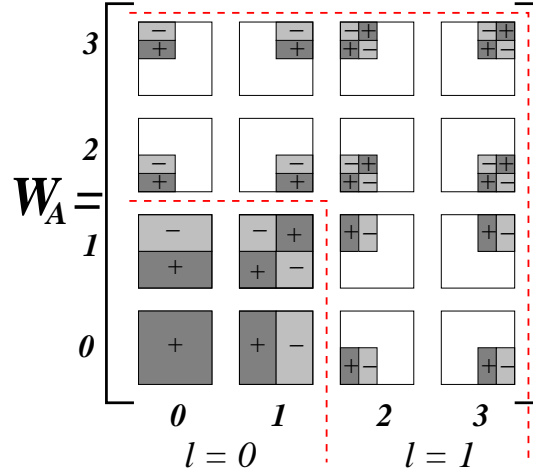 3
− + − + − + − +
+ + − + + −
2
− − − + − +
+ + + − + −
W_A =
1
− − + + − + −
+ + −
0
+ + − + − + −
0 1 2 3
l = 0 l = 1